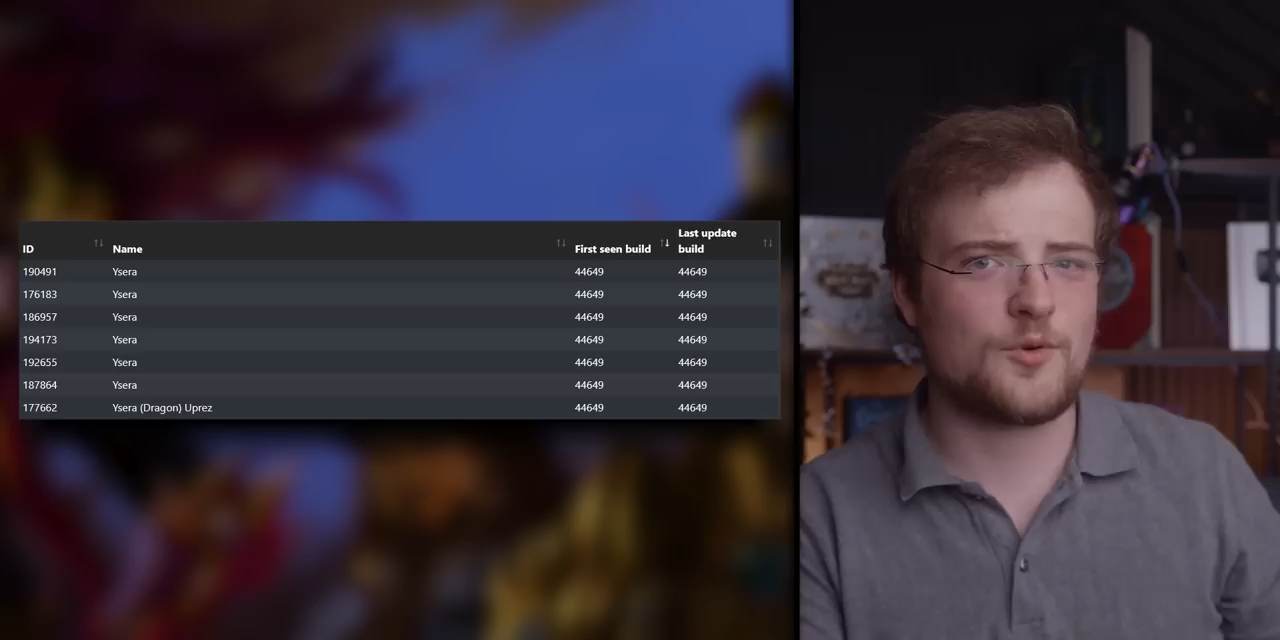 ID Name First seen build Last update build
190491 Ysera 44649 44649
176183 Ysera 44649 44649
186957 Ysera 44649 44649
194173 Ysera 44649 44649
192655 Ysera 44649 44649
187864 Ysera 44649 44649
177662 Ysera (Dragon) Uprez 44649 44649